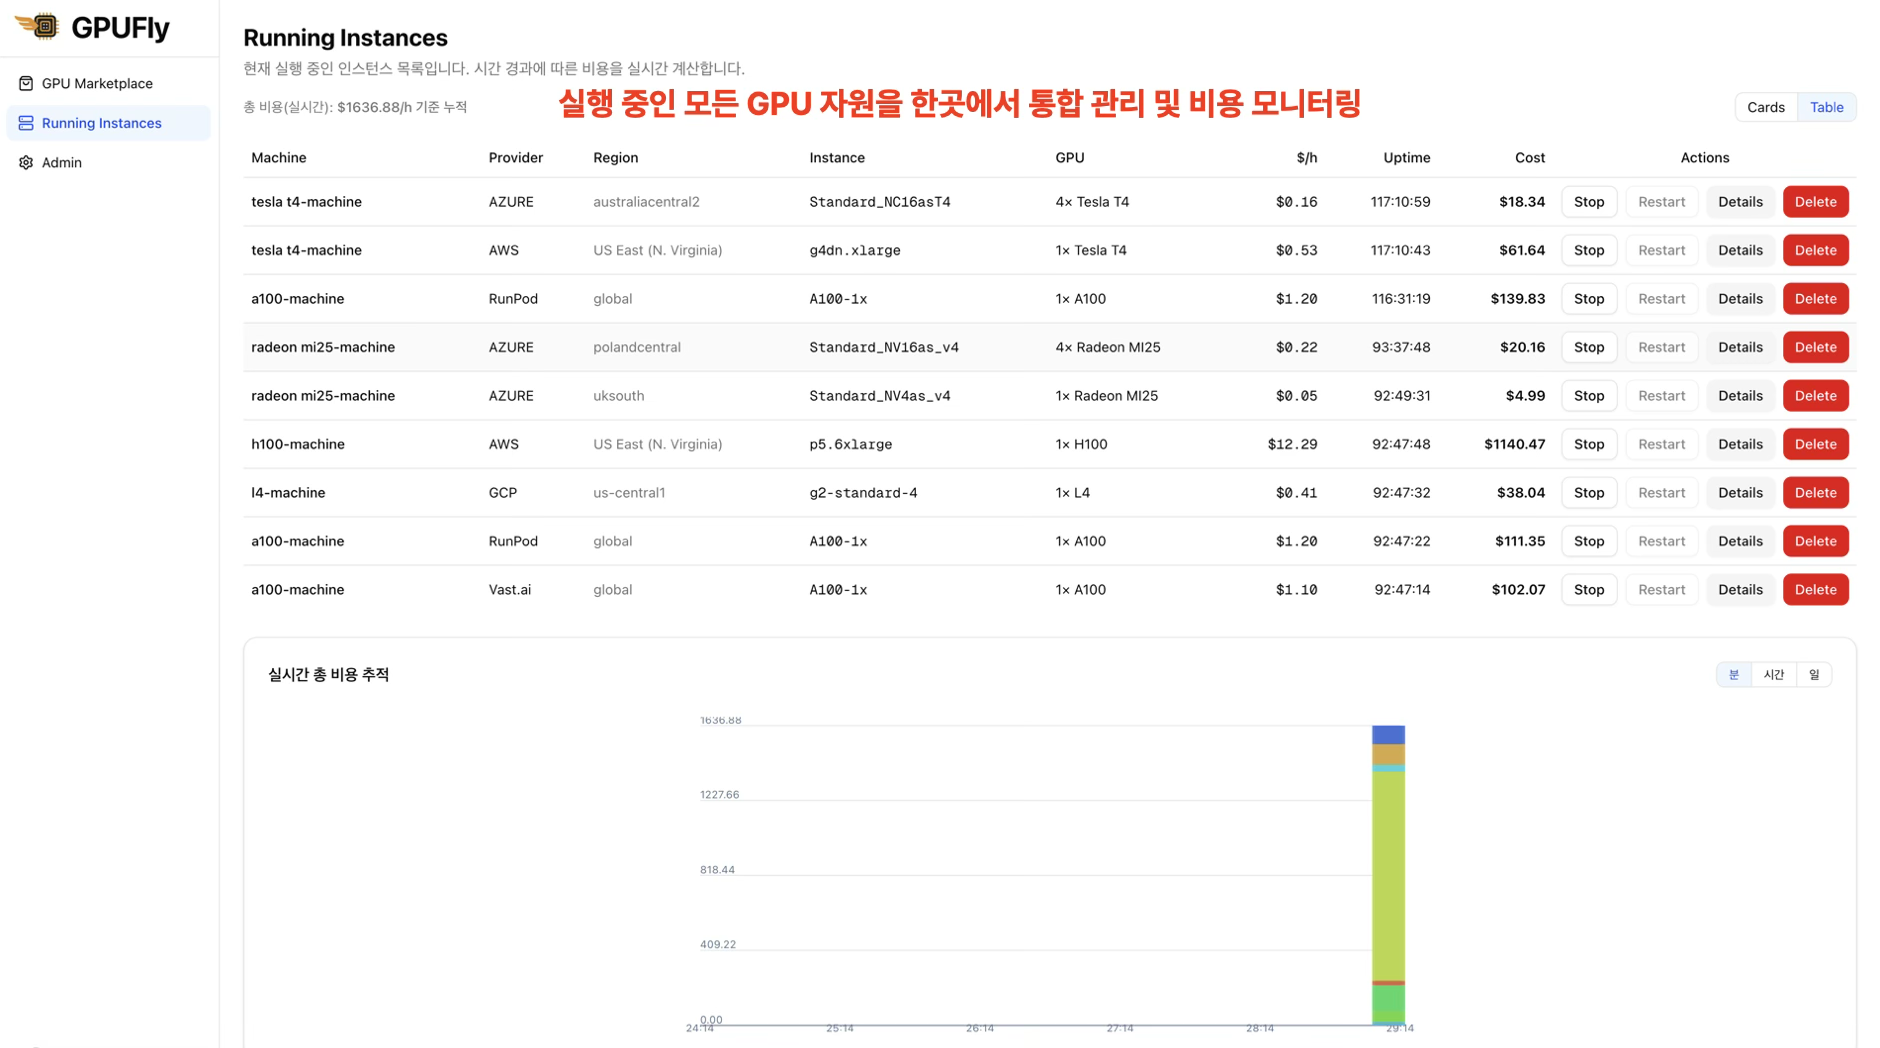 GPUFly
GPU Marketplace
Running Instances
Admin
Running Instances
현재 실행 중인 인스턴스 목록입니다. 시간 경과에 따른 비용을 실시간 계산합니다.
총 비용(실시간): $1636.88/h 기준 누적
실행 중인 모든 GPU 자원을 한곳에서 통합 관리 및 비용 모니터링
Cards Table
Machine Provider Region Instance GPU $/h Uptime Cost Actions
tesla t4-machine AZURE australiacentral2 Standard_NC16asT4 4× Tesla T4 $0.16 117:10:59 $18.34 Stop Restart Details Delete
tesla t4-machine AWS US East (N. Virginia) g4dn.xlarge 1× Tesla T4 $0.53 117:10:43 $61.64 Stop Restart Details Delete
a100-machine RunPod global A100-1x 1× A100 $1.20 116:31:19 $139.83 Stop Restart Details Delete
radeon mi25-machine AZURE polandcentral Standard_NV16as_v4 4× Radeon MI25 $0.22 93:37:48 $20.16 Stop Restart Details Delete
radeon mi25-machine AZURE uksouth Standard_NV4as_v4 1× Radeon MI25 $0.05 92:49:31 $4.99 Stop Restart Details Delete
h100-machine AWS US East (N. Virginia) p5.6xlarge 1× H100 $12.29 92:47:48 $1140.47 Stop Restart Details Delete
l4-machine GCP us-central1 g2-standard-4 1× L4 $0.41 92:47:32 $38.04 Stop Restart Details Delete
a100-machine RunPod global A100-1x 1× A100 $1.20 92:47:22 $111.35 Stop Restart Details Delete
a100-machine Vast.ai global A100-1x 1× A100 $1.10 92:47:14 $102.07 Stop Restart Details Delete
실시간 총 비용 추적
분 시간 일
1636.88
1227.66
818.44
409.22
0.00
24:14 25:14 26:14 27:14 28:14 29:14